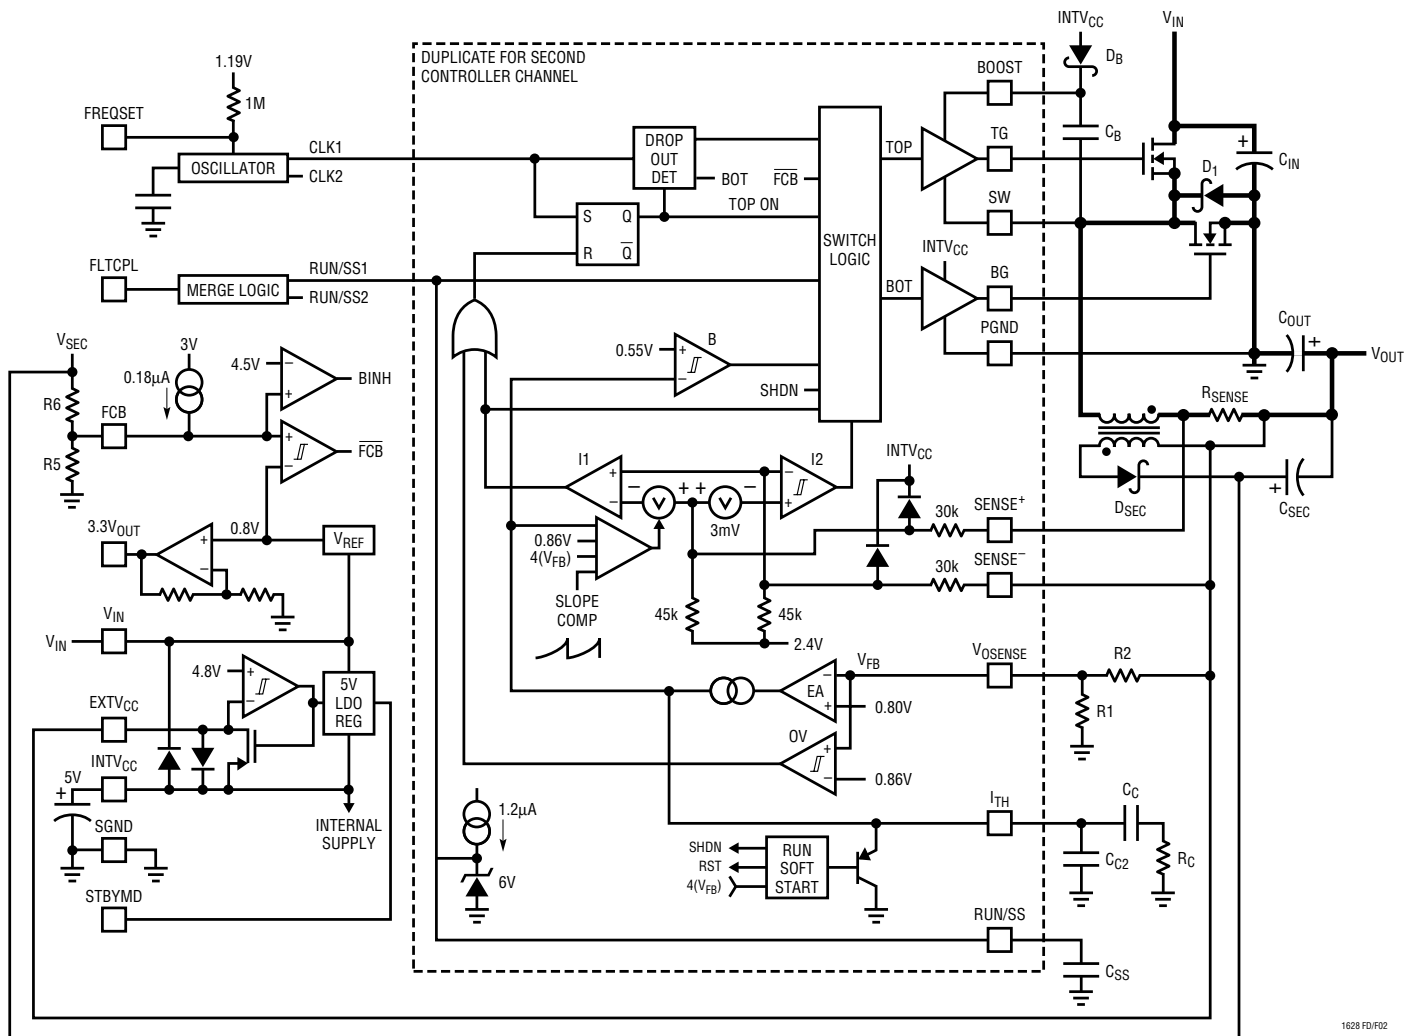 DUPLICATE FOR SECOND
CONTROLLER CHANNEL
INTVCC
VIN
DB
BOOST
1.19V
1M
FREQSET
OSCILLATOR
CLK1
CLK2
DROP
OUT
DET
BOT
FCB
TOP ON
S
Q
R
Q
SWITCH
LOGIC
TOP
TG
CB
D1
CIN
+
SW
INTVCC
BOT
BG
PGND
COUT
+
VOUT
FLTCPL
MERGE LOGIC
RUN/SS1
RUN/SS2
VSEC
R6
R5
FCB
3V
0.18µA
4.5V
−
+
BINH
+
−
FCB
0.55V
+
−
B
SHDN
RSENSE
DSEC
+
CSEC
I1
+
−
−
+
+
−
3mV
I2
−
+
INTVCC
30k
SENSE+
30k
SENSE−
0.86V
4(VFB)
SLOPE
COMP
45k
45k
2.4V
3.3VOUT
+
−
0.8V
VREF
VIN
VIN
4.8V
+
−
5V
LDO
REG
EXTVCC
INTVCC
5V
+
SGND
INTERNAL
SUPPLY
STBYMD
VFB
VOSENSE
R2
R1
−
EA
+
0.80V
OV
+
−
0.86V
1.2µA
6V
ITH
CC
CC2
RC
SHDN
RST
4(VFB)
RUN
SOFT
START
RUN/SS
CSS
1628 FD/F02